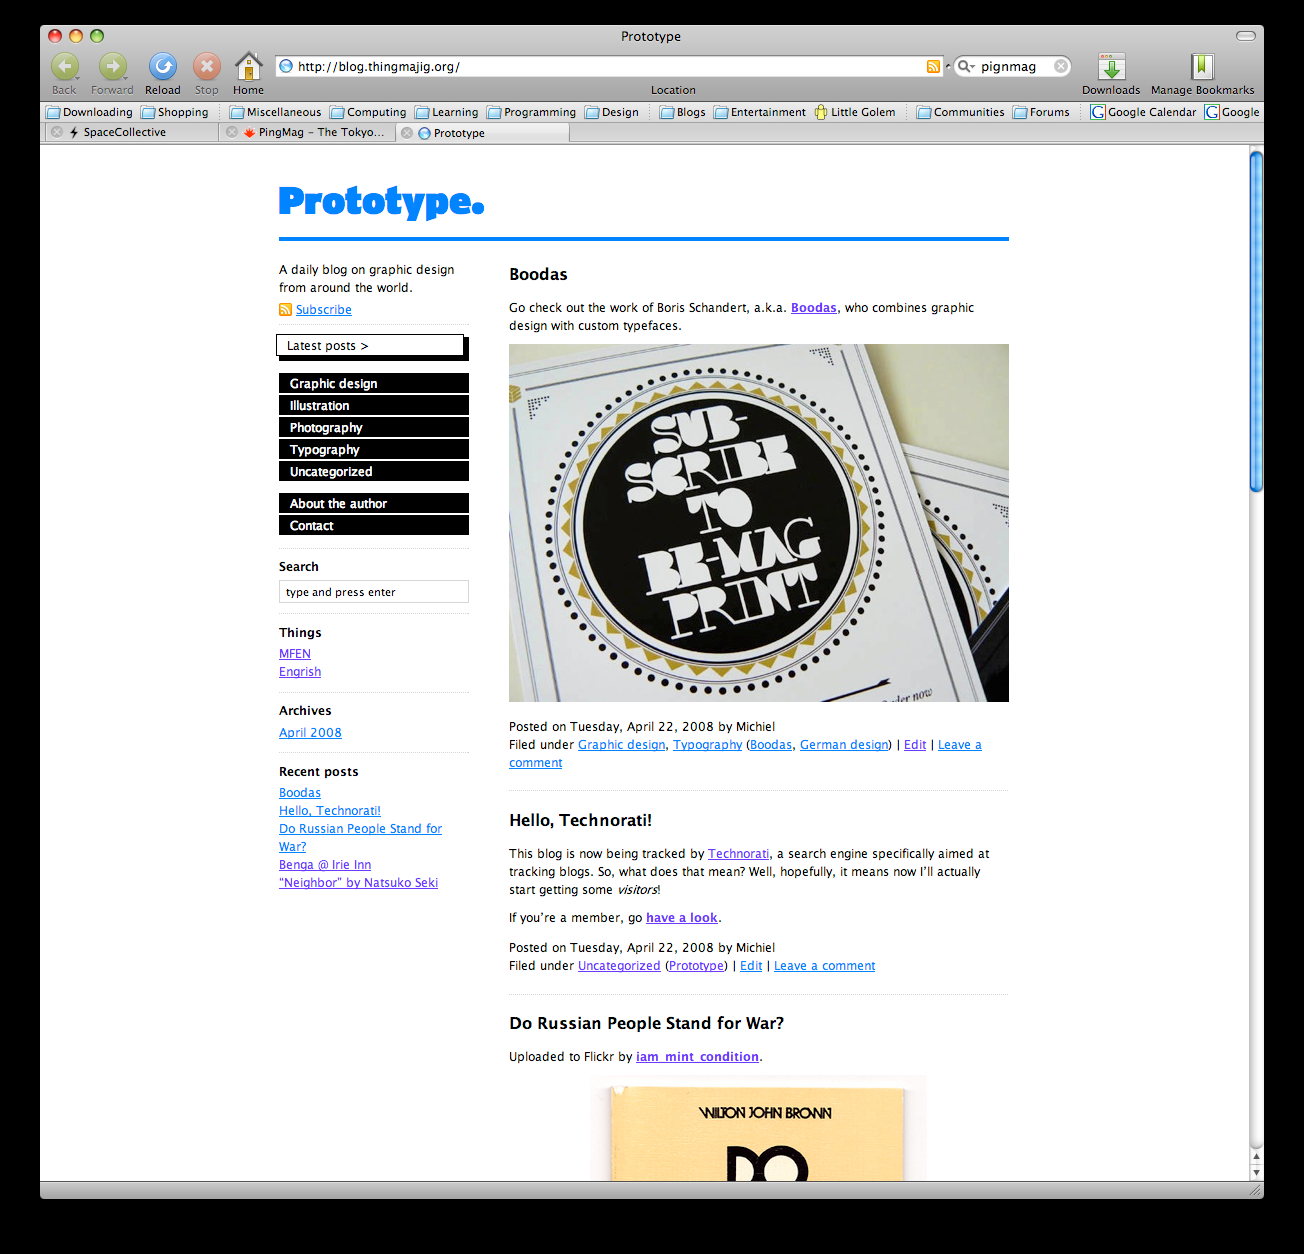 Prototype
http://blog.thingmajig.org/
pignmag
Back Forward Reload Stop Home Location Downloads Manage Bookmarks
Downloading Shopping Miscellaneous Computing Learning Programming Design Blogs Entertainment Little Golem Communities Forums Google Calendar Google
SpaceCollective PingMag – The Tokyo... Prototype
Prototype.
A daily blog on graphic design
from around the world.
Subscribe
Latest posts >
Graphic design
Illustration
Photography
Typography
Uncategorized
About the author
Contact
Search
type and press enter
Things
MFEN
Engrish
Archives
April 2008
Recent posts
Boodas
Hello, Technorati!
Do Russian People Stand for
War?
Benga @ Irie Inn
“Neighbor” by Natsuko Seki
Boodas
Go check out the work of Boris Schandert, a.k.a. Boodas, who combines graphic
design with custom typefaces.
SUB-
SCRIBE
TO
BE-MAG
PRINT
Order now
Posted on Tuesday, April 22, 2008 by Michiel
Filed under Graphic design, Typography (Boodas, German design) | Edit | Leave a
comment
Hello, Technorati!
This blog is now being tracked by Technorati, a search engine specifically aimed at
tracking blogs. So, what does that mean? Well, hopefully, it means now I’ll actually
start getting some visitors!
If you’re a member, go have a look.
Posted on Tuesday, April 22, 2008 by Michiel
Filed under Uncategorized (Prototype) | Edit | Leave a comment
Do Russian People Stand for War?
Uploaded to Flickr by iam_mint_condition.
WILTON JOHN BROWN
DO